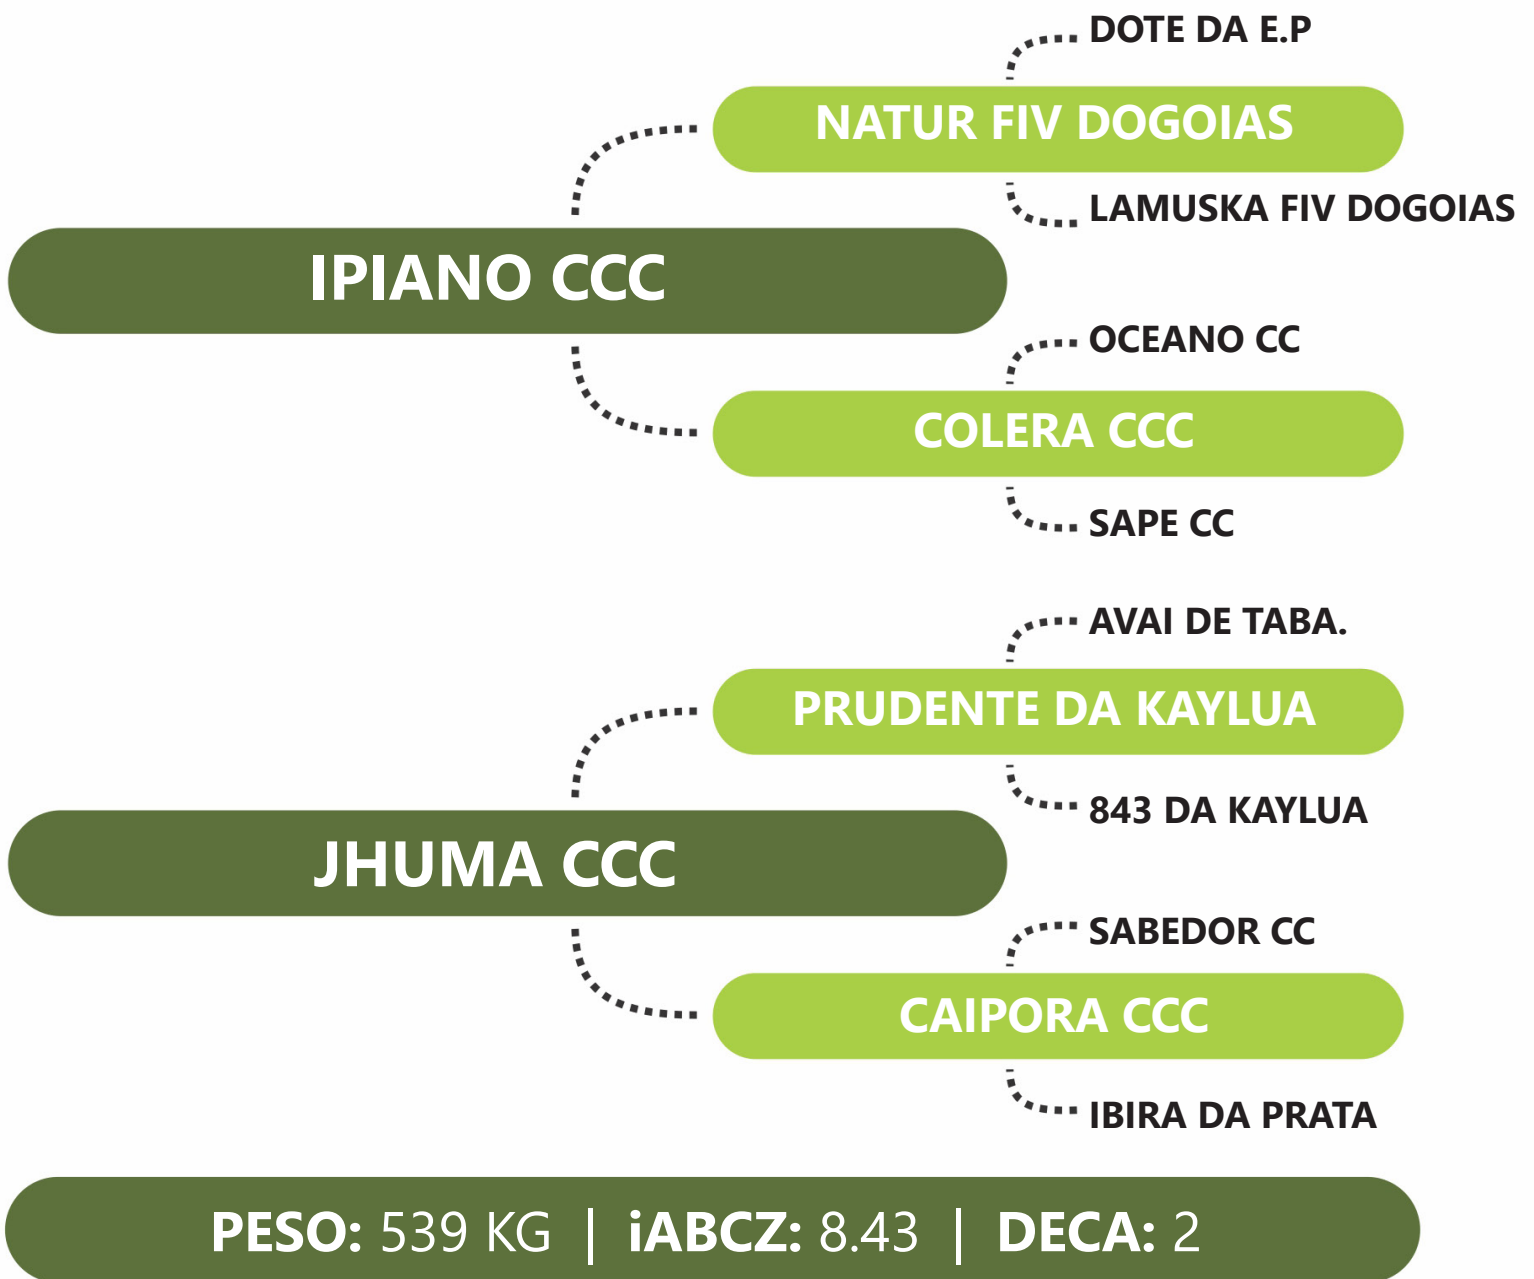 DOTE DA E.P
NATUR FIV DOGOIAS
LAMUSKA FIV DOGOIAS
IPIANO CCC
OCEANO CC
COLERA CCC
SAPE CC
AVAI DE TABA.
PRUDENTE DA KAYLUA
843 DA KAYLUA
JHUMA CCC
SABEDOR CC
CAIPORA CCC
IBIRA DA PRATA
PESO: 539 KG | iABCZ: 8.43 | DECA: 2